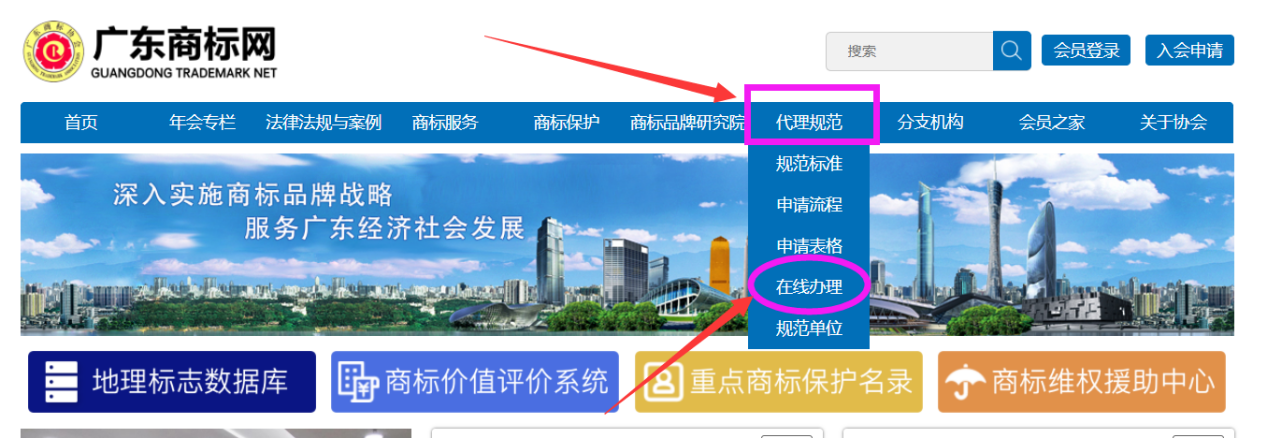 广东商标网
GUANGDONG TRADEMARK NET
搜索
会员登录
入会申请
首页 年会专栏 法律法规与案例 商标服务 商标保护 商标品牌研究院 代理规范 分支机构 会员之家 关于协会
规范标准
申请流程
申请表格
在线办理
规范单位
深入实施商标品牌战略
服务广东经济社会发展
地理标志数据库
商标价值评价系统
重点商标保护名录
商标维权援助中心